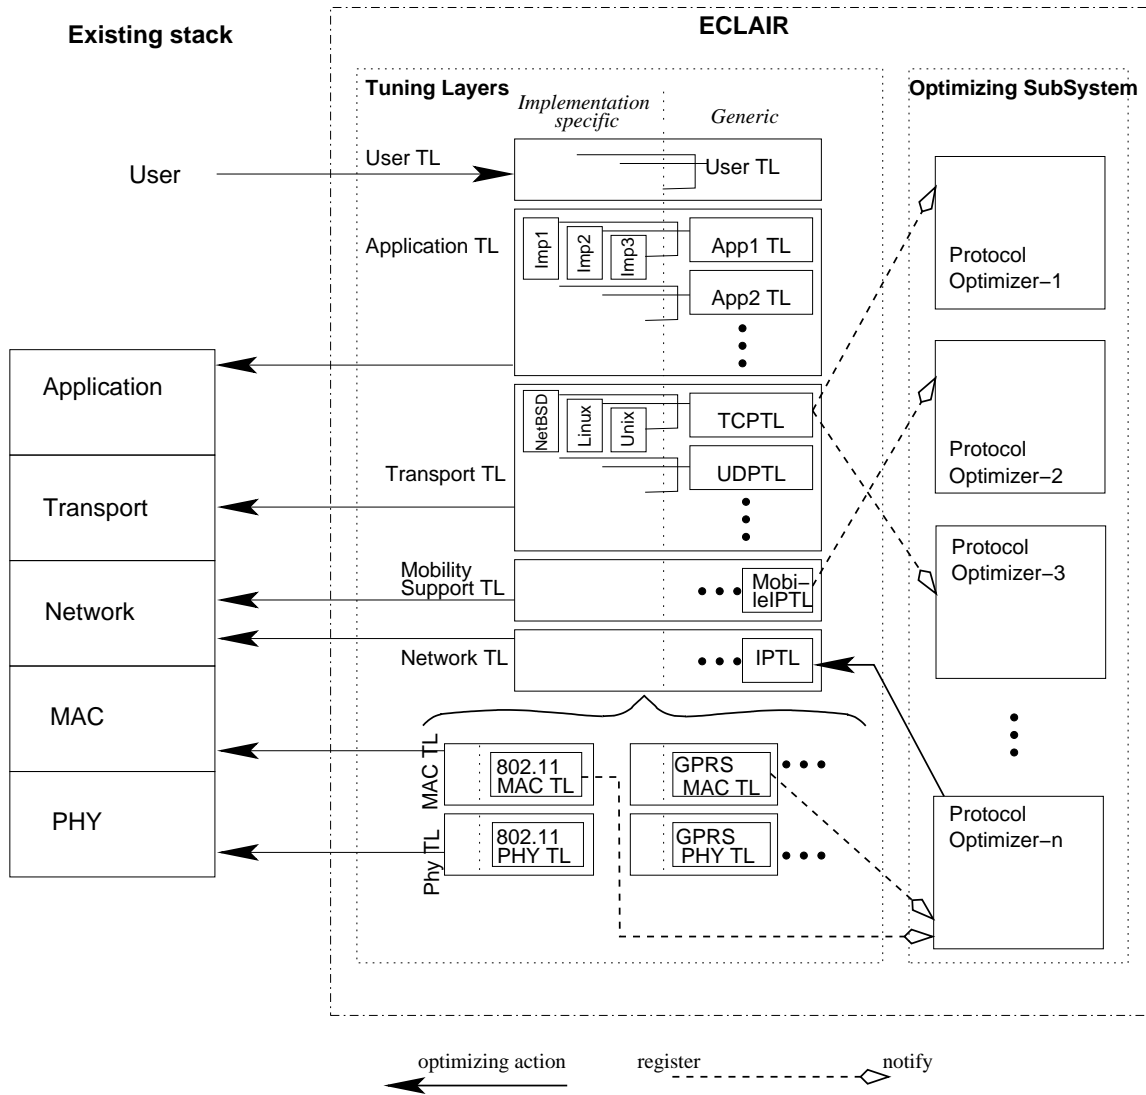 Existing stack
ECLAIR
Tuning Layers
Optimizing SubSystem
Implementation
specific
Generic
User
User TL
User TL
Application TL
Imp1
Imp2
Imp3
App1 TL
App2 TL
Protocol
Optimizer−1
Application
Transport
Network
MAC
PHY
Transport TL
NetBSD
Linux
Unix
TCPTL
UDPTL
Protocol
Optimizer−2
Mobility
Support TL
Mobi−
leIPTL
Protocol
Optimizer−3
Network TL
IPTL
MAC TL
802.11
MAC TL
GPRS
MAC TL
Phy TL
802.11
PHY TL
GPRS
PHY TL
Protocol
Optimizer−n
optimizing action
register
notify